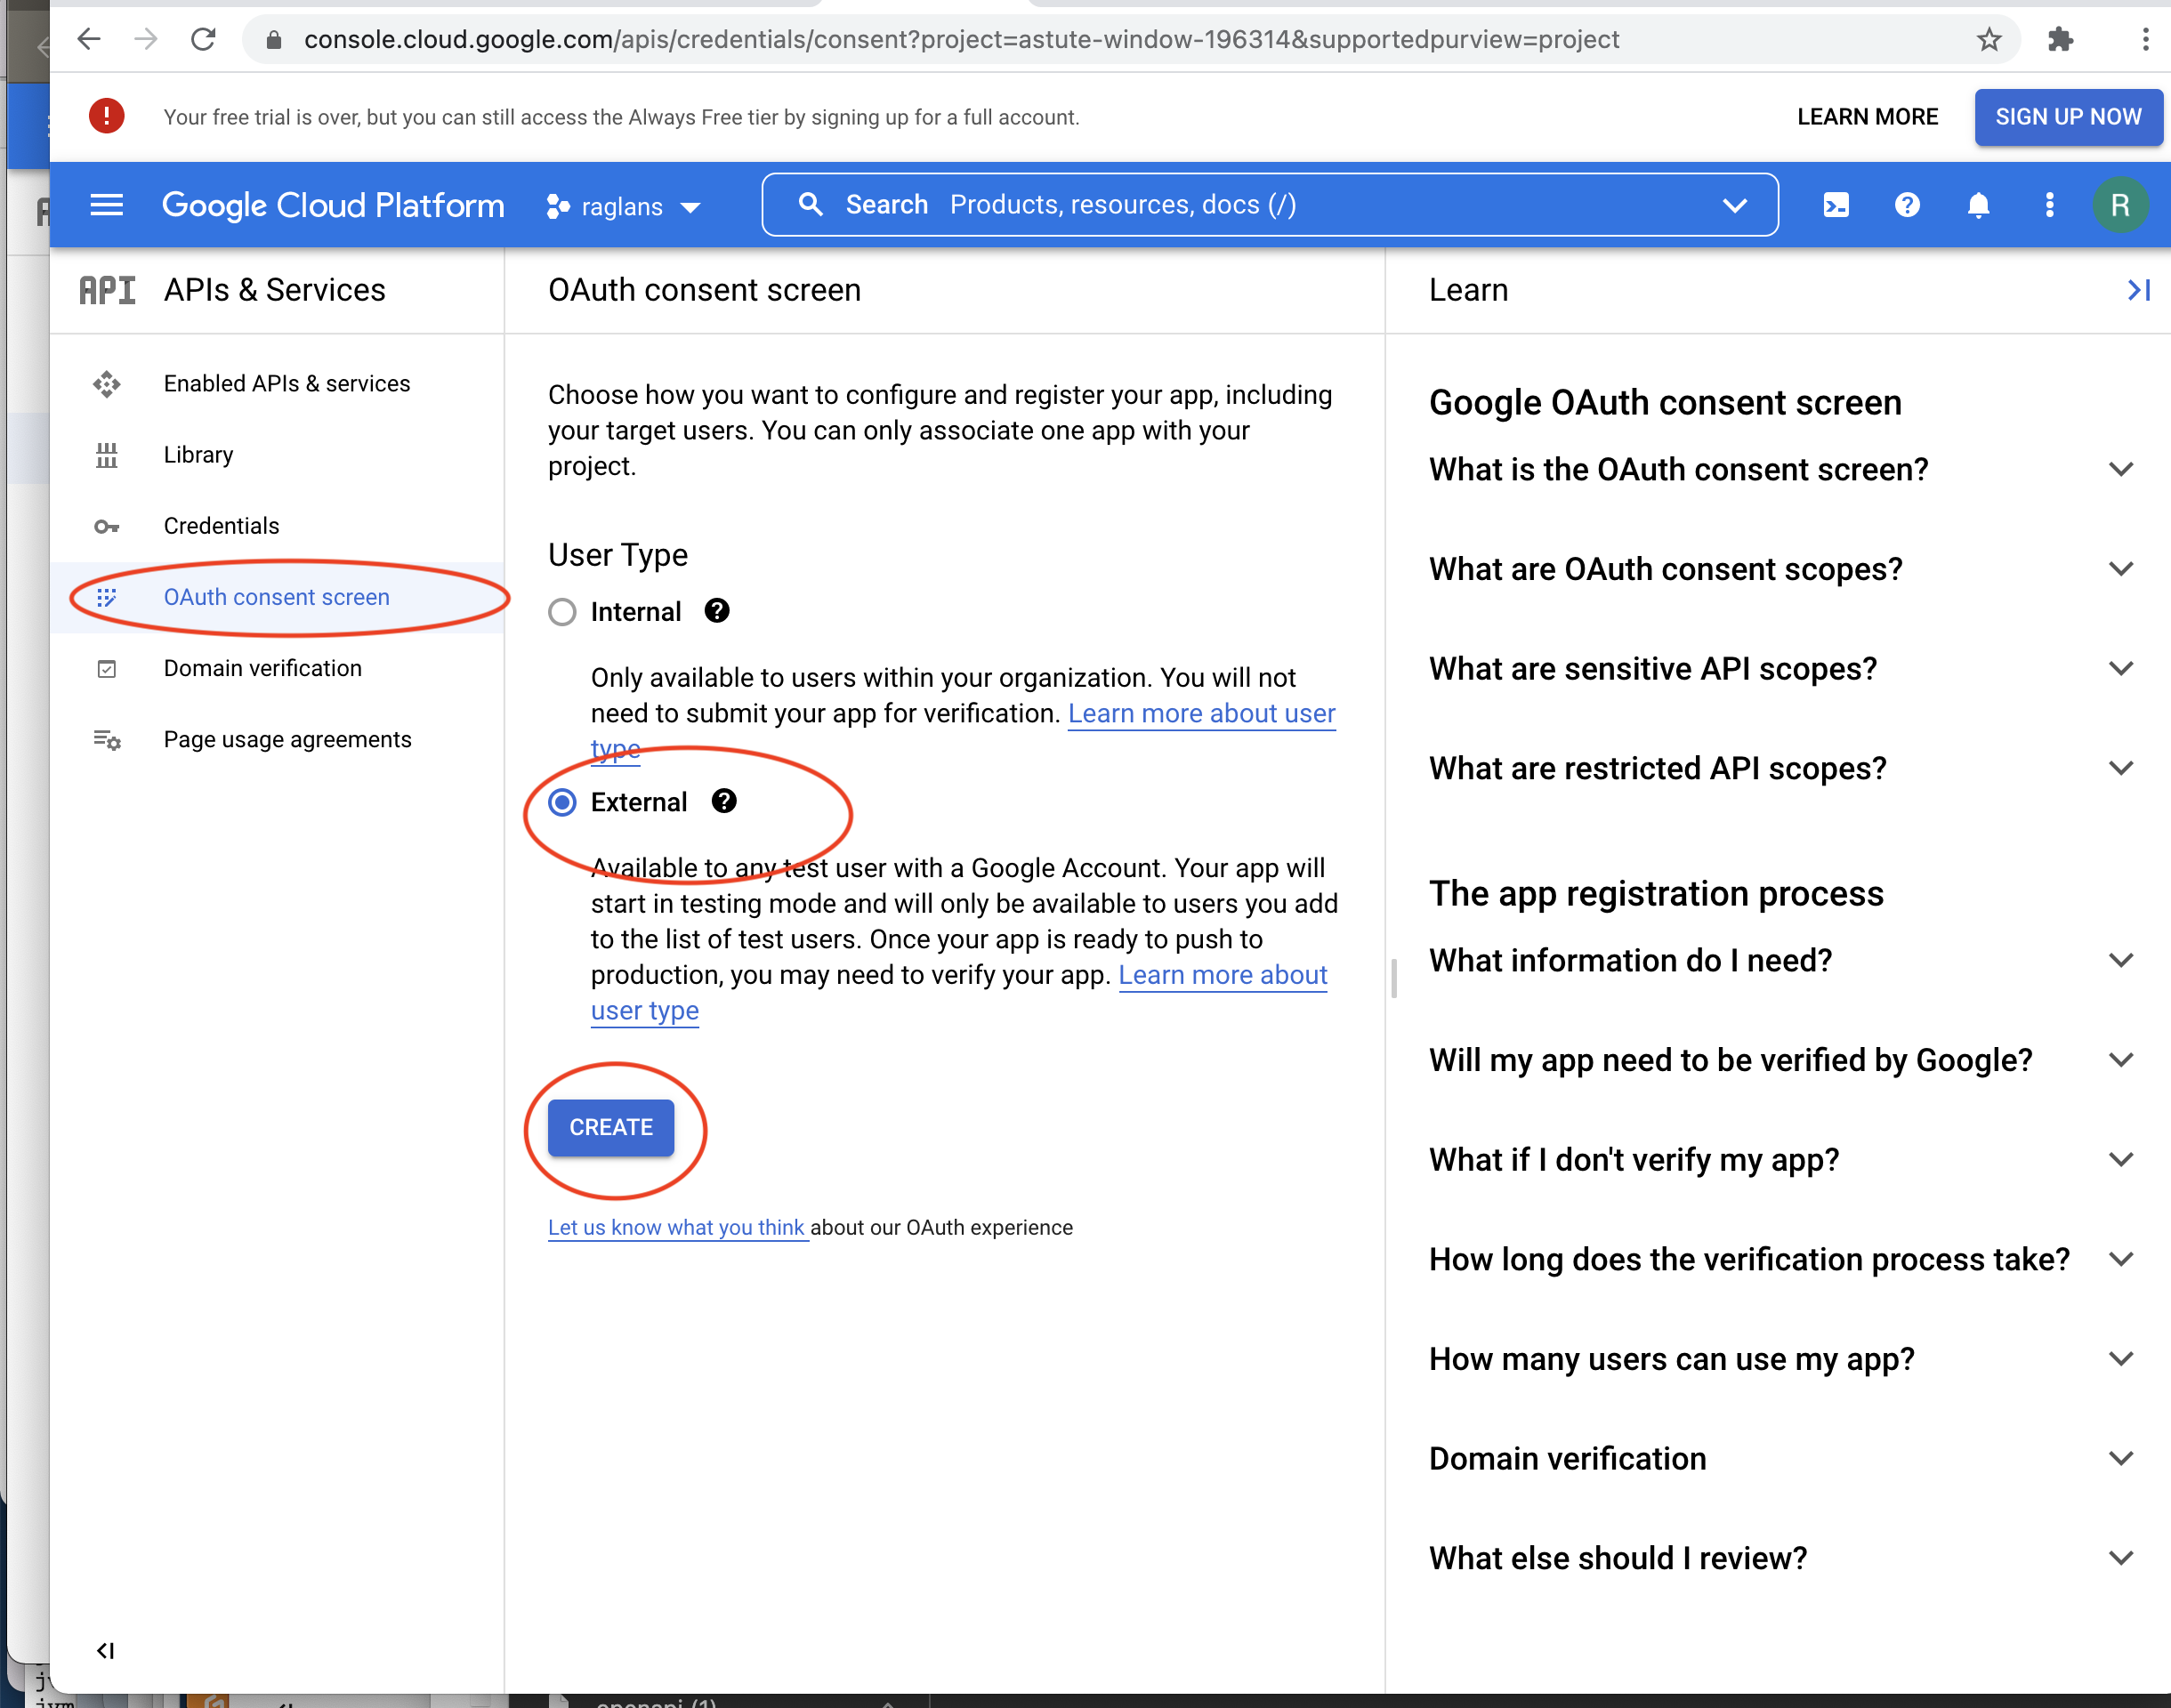 console.cloud.google.com/apis/credentials/consent?project=astute-window-196314&supportedpurview=project
Your free trial is over, but you can still access the Always Free tier by signing up for a full account.
LEARN MORE
SIGN UP NOW
Google Cloud Platform
raglans
Search Products, resources, docs (/)
R
API APIs & Services
Enabled APIs & services
Library
Credentials
OAuth consent screen
Domain verification
Page usage agreements
OAuth consent screen
Choose how you want to configure and register your app, including
your target users. You can only associate one app with your
project.
User Type
Internal
Only available to users within your organization. You will not
need to submit your app for verification. Learn more about user
type
External
Available to any test user with a Google Account. Your app will
start in testing mode and will only be available to users you add
to the list of test users. Once your app is ready to push to
production, you may need to verify your app. Learn more about
user type
CREATE
Let us know what you think about our OAuth experience
Learn
Google OAuth consent screen
What is the OAuth consent screen?
What are OAuth consent scopes?
What are sensitive API scopes?
What are restricted API scopes?
The app registration process
What information do I need?
Will my app need to be verified by Google?
What if I don't verify my app?
How long does the verification process take?
How many users can use my app?
Domain verification
What else should I review?